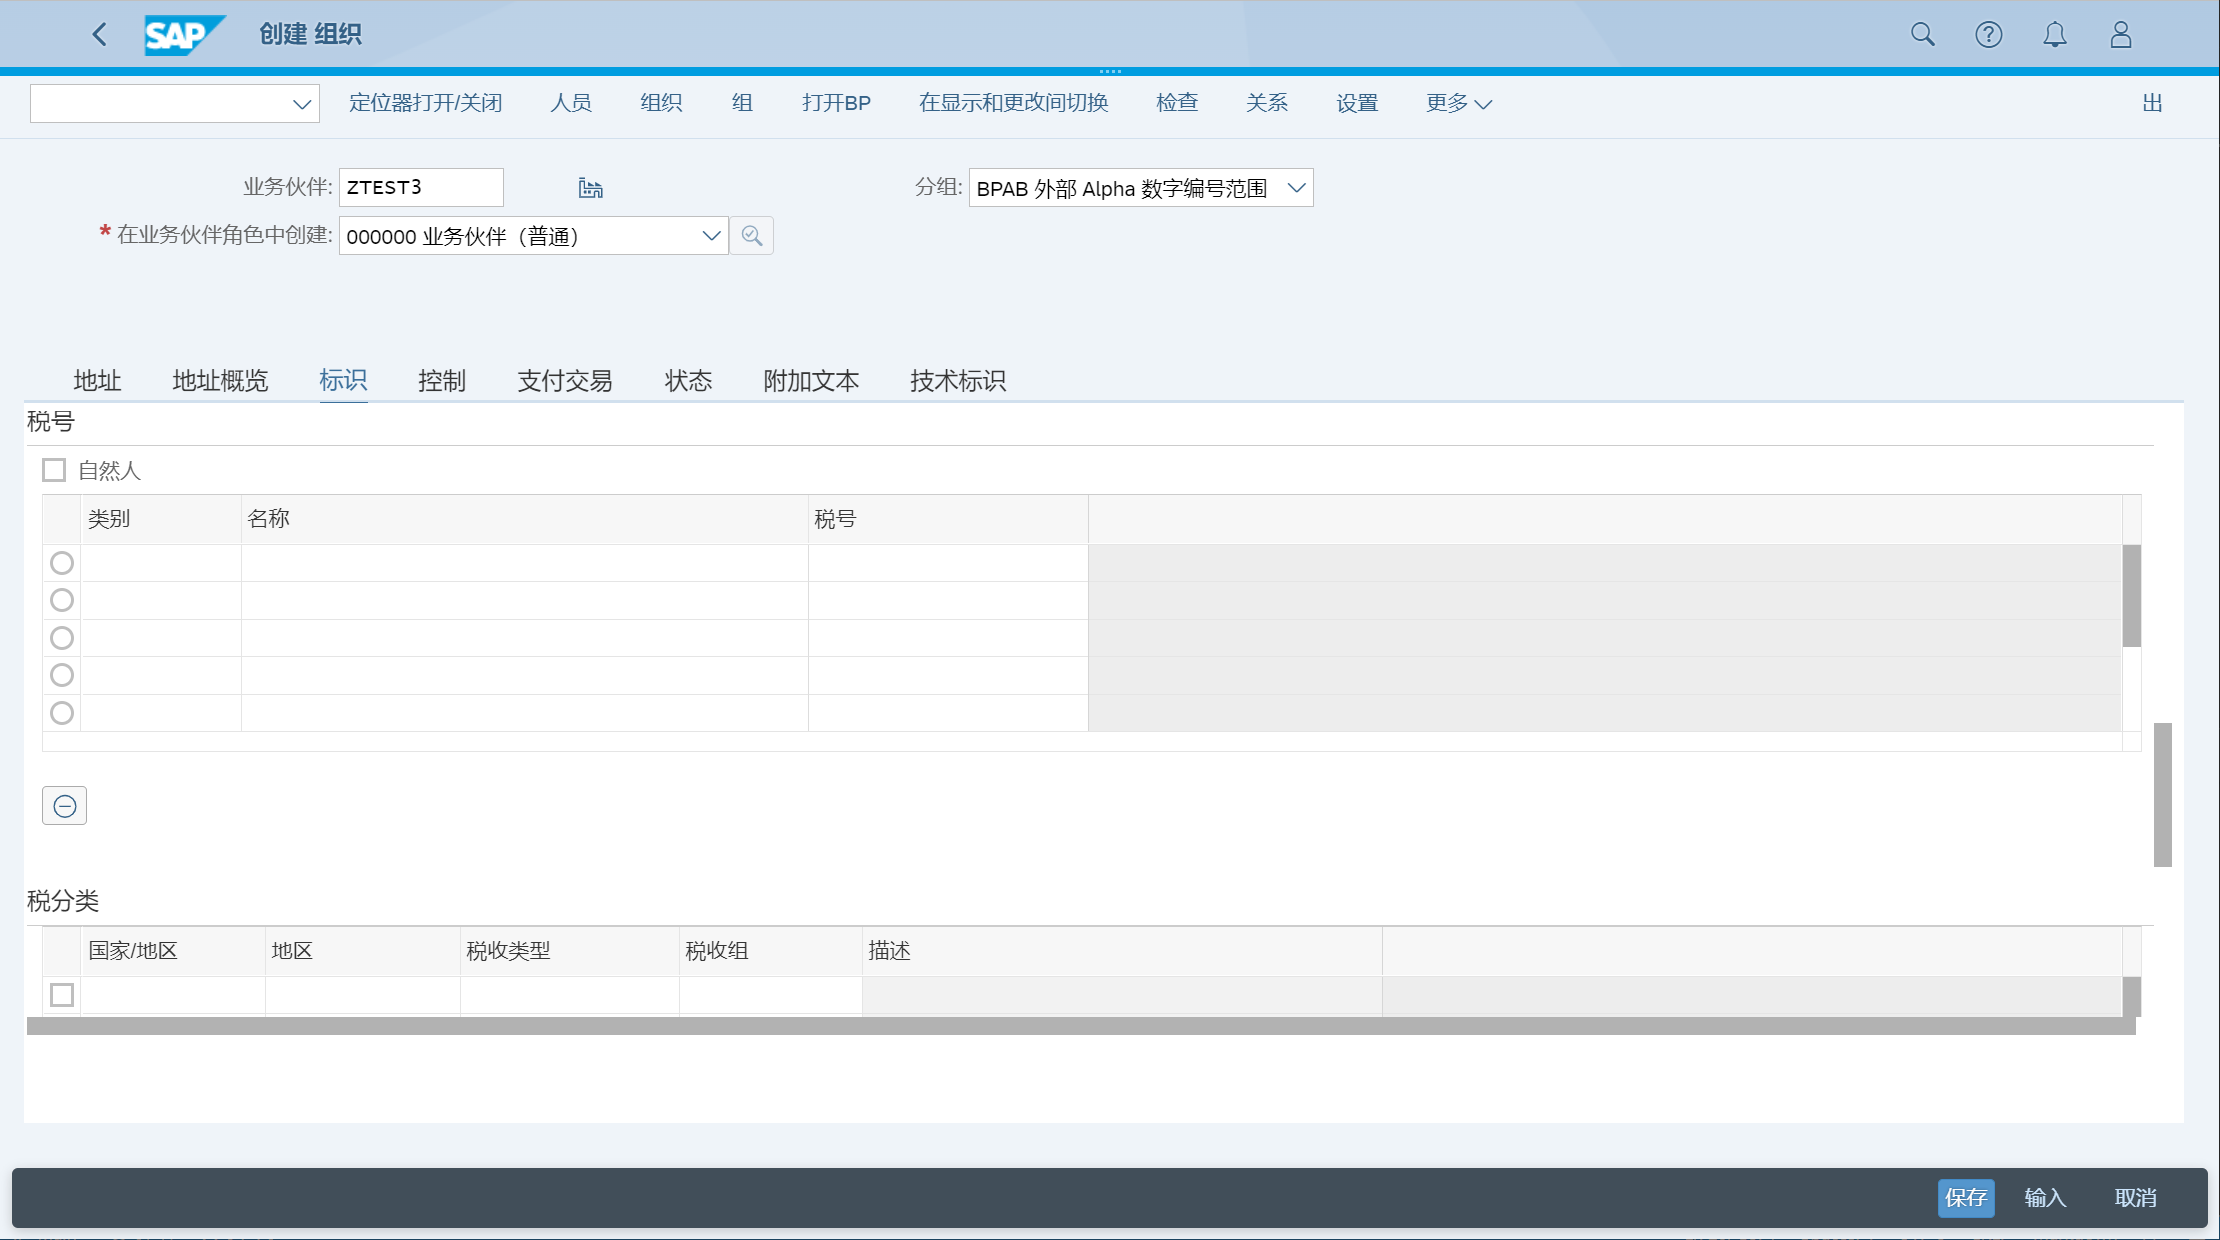 SAP 创建 组织
定位器打开/关闭 人员 组织 组 打开BP 在显示和更改间切换 检查 关系 设置 更多 出
业务伙伴: ZTEST3 分组: BPAB 外部 Alpha 数字编号范围
* 在业务伙伴角色中创建: 000000 业务伙伴（普通）
地址 地址概览 标识 控制 支付交易 状态 附加文本 技术标识
税号
自然人
类别 名称 税号
税分类
国家/地区 地区 税收类型 税收组 描述
保存 输入 取消